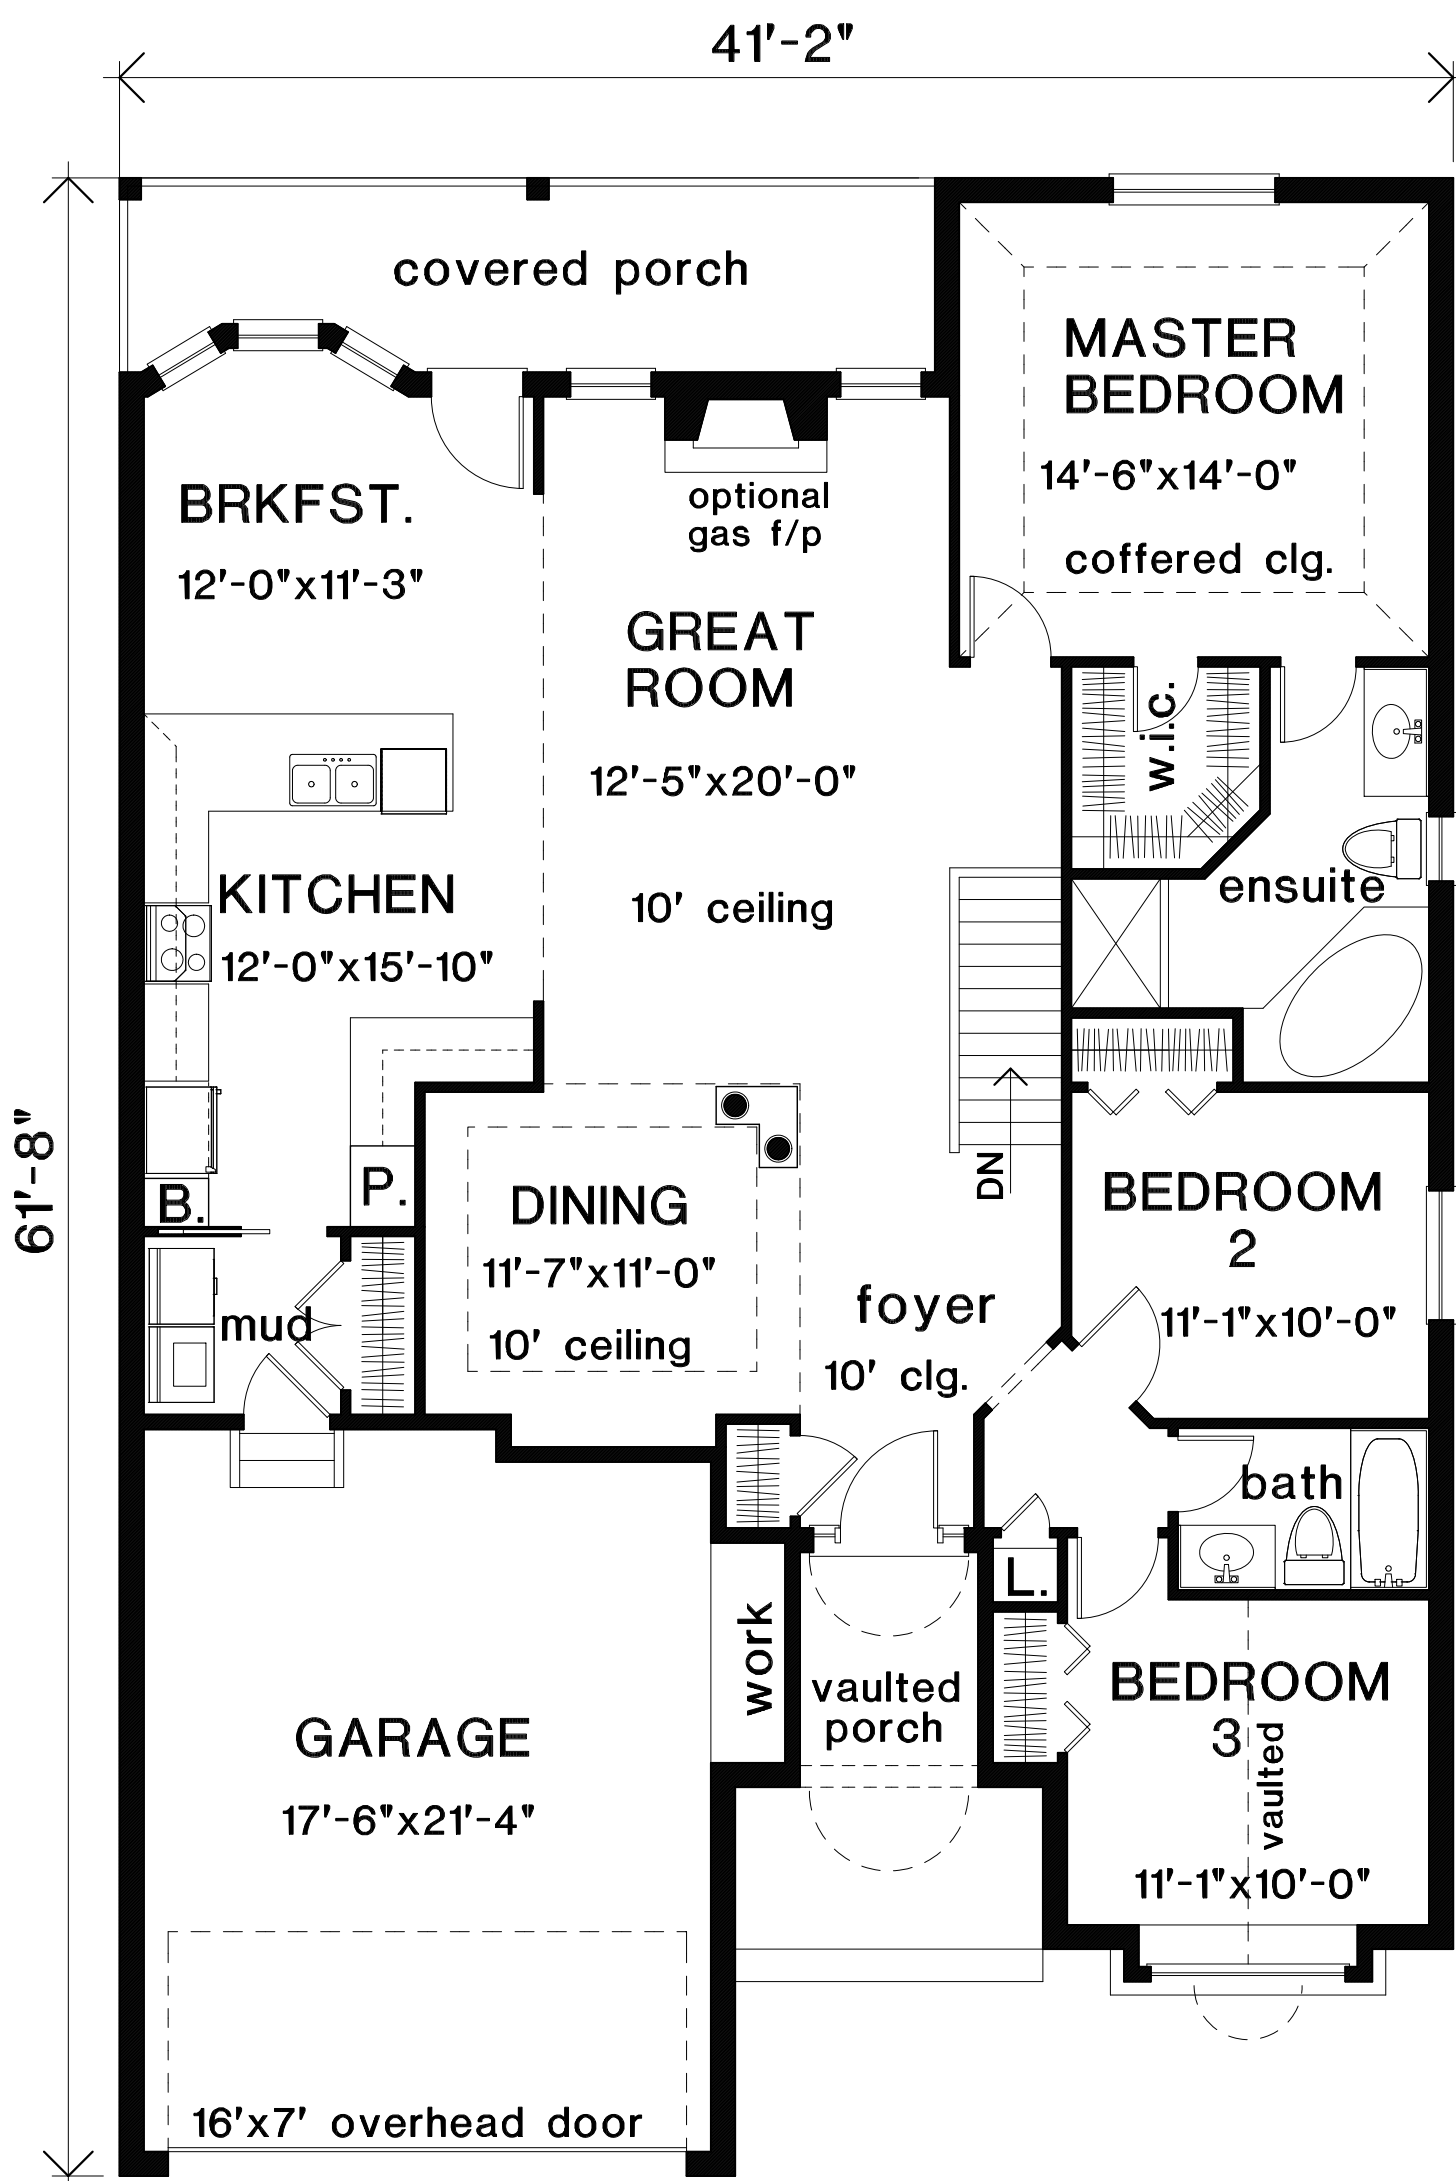 41'-2"
covered porch
MASTER
BEDROOM
14'-6"x14'-0"
coffered clg.
BRKFST.
12'-0"x11'-3"
optional
gas f/p
GREAT
ROOM
12'-5"x20'-0"
10' ceiling
w.i.c.
ensuite
KITCHEN
12'-0"x15'-10"
61'-8"
B.
P.
DN
DINING
11'-7"x11'-0"
10' ceiling
BEDROOM
2
11'-1"x10'-0"
mud
foyer
10' clg.
bath
L.
work
vaulted
porch
BEDROOM
3
vaulted
11'-1"x10'-0"
GARAGE
17'-6"x21'-4"
16'x7' overhead door